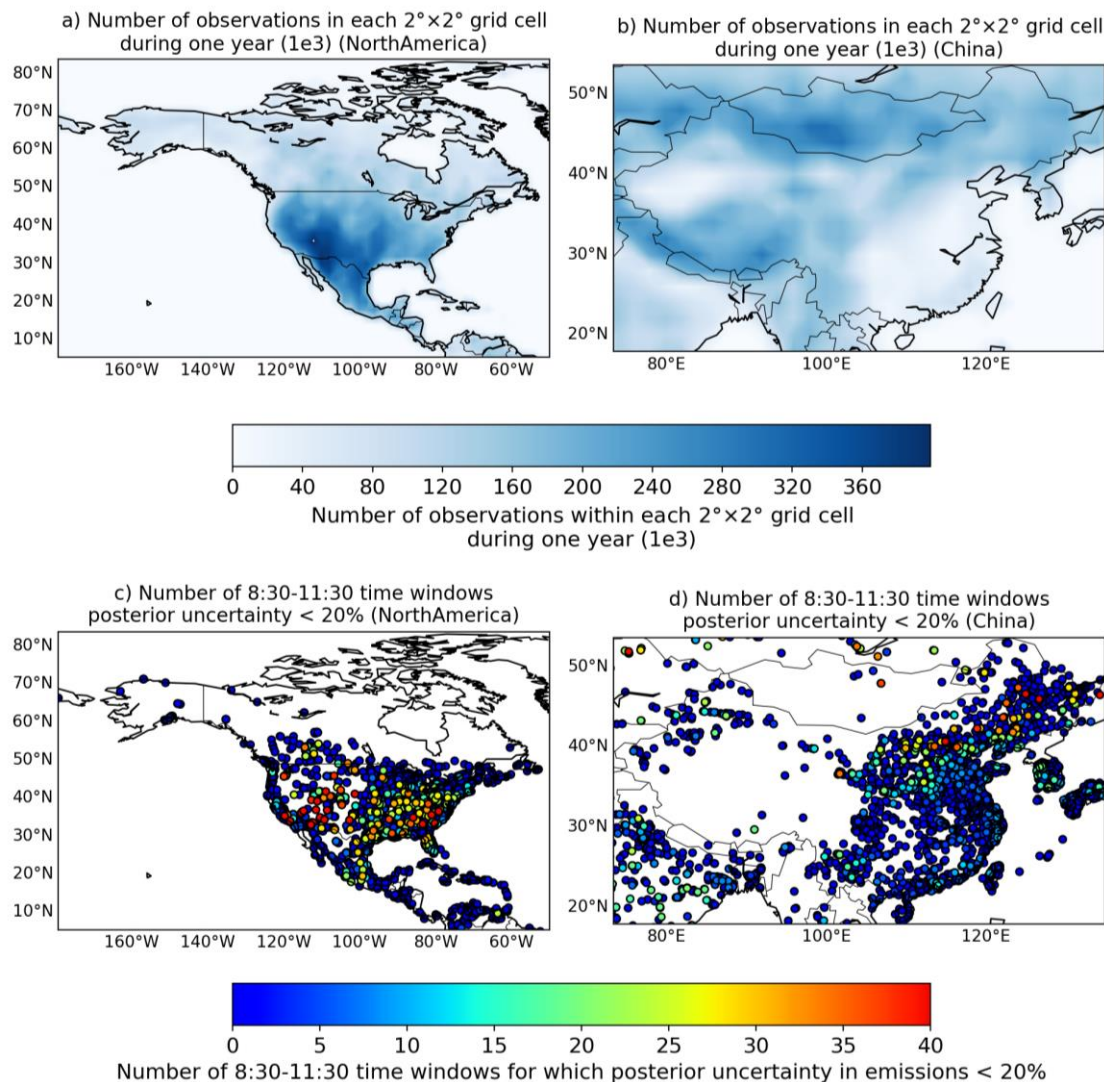 a) Number of observations in each 2°×2° grid cell
during one year (1e3) (NorthAmerica)
80°N
70°N
60°N
50°N
40°N
30°N
20°N
10°N
160°W 140°W 120°W 100°W 80°W 60°W
b) Number of observations in each 2°×2° grid cell
during one year (1e3) (China)
50°N
40°N
30°N
20°N
80°E 100°E 120°E
0 40 80 120 160 200 240 280 320 360
Number of observations within each 2°×2° grid cell
during one year (1e3)
c) Number of 8:30-11:30 time windows
posterior uncertainty < 20% (NorthAmerica)
80°N
70°N
60°N
50°N
40°N
30°N
20°N
10°N
160°W 140°W 120°W 100°W 80°W 60°W
d) Number of 8:30-11:30 time windows
posterior uncertainty < 20% (China)
50°N
40°N
30°N
20°N
80°E 100°E 120°E
0 5 10 15 20 25 30 35 40
Number of 8:30-11:30 time windows for which posterior uncertainty in emissions < 20%